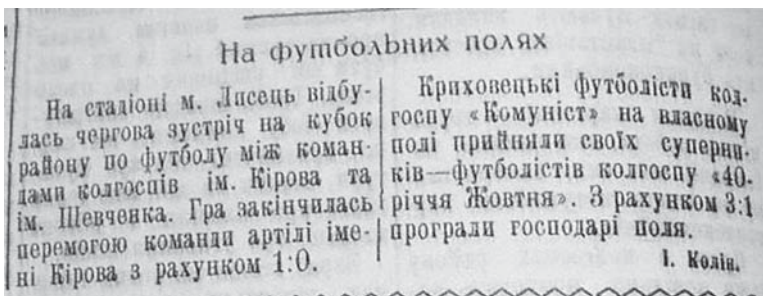 На футбольних полях
На стадіоні м. Лисець відбу-
лась чергова зустріч на кубок
району по футболу між коман-
дами колгоспів ім. Кірова та
ім. Шевченка. Гра закінчилась
перемогою команди артілі іме-
ні Кірова з рахунком 1:0.
Криховецькі футболісти кол-
госпу «Комуніст» на власному
полі прийняли своїх суперни-
ків—футболістів колгоспу «40-
річчя Жовтня». З рахунком 3:1
програли господарі поля.
І. Колін.